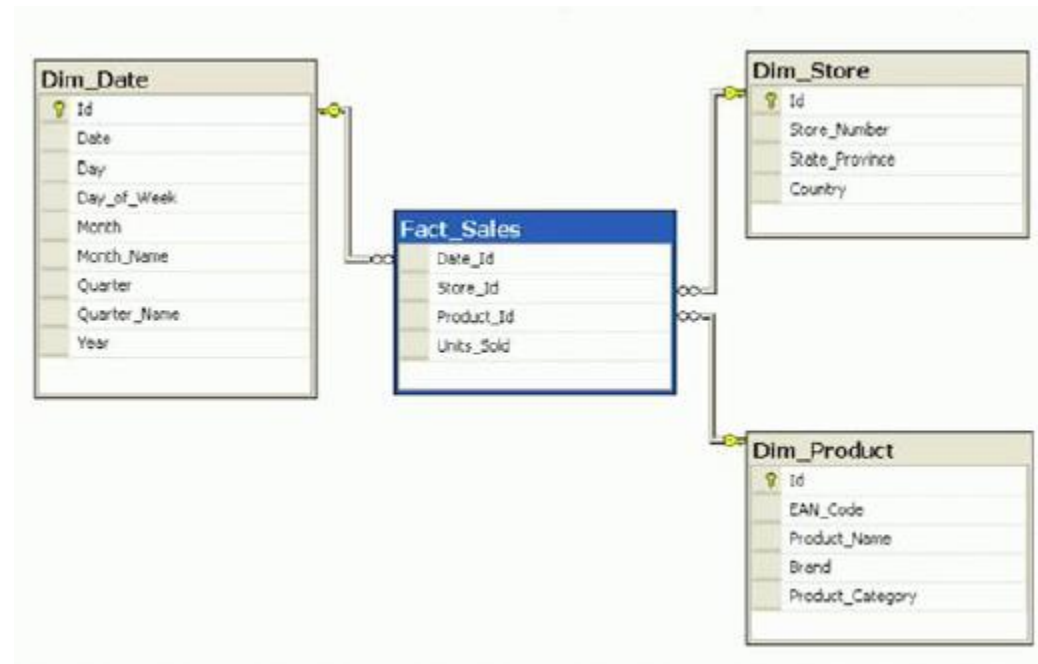 Dim_Date
Id
Date
Day
Day_of_Week
Month
Month_Name
Quarter
Quarter_Name
Year
Fact_Sales
Date_Id
Store_Id
Product_Id
Units_Sold
Dim_Store
Id
Store_Number
State_Province
Country
Dim_Product
Id
EAN_Code
Product_Name
Brand
Product_Category